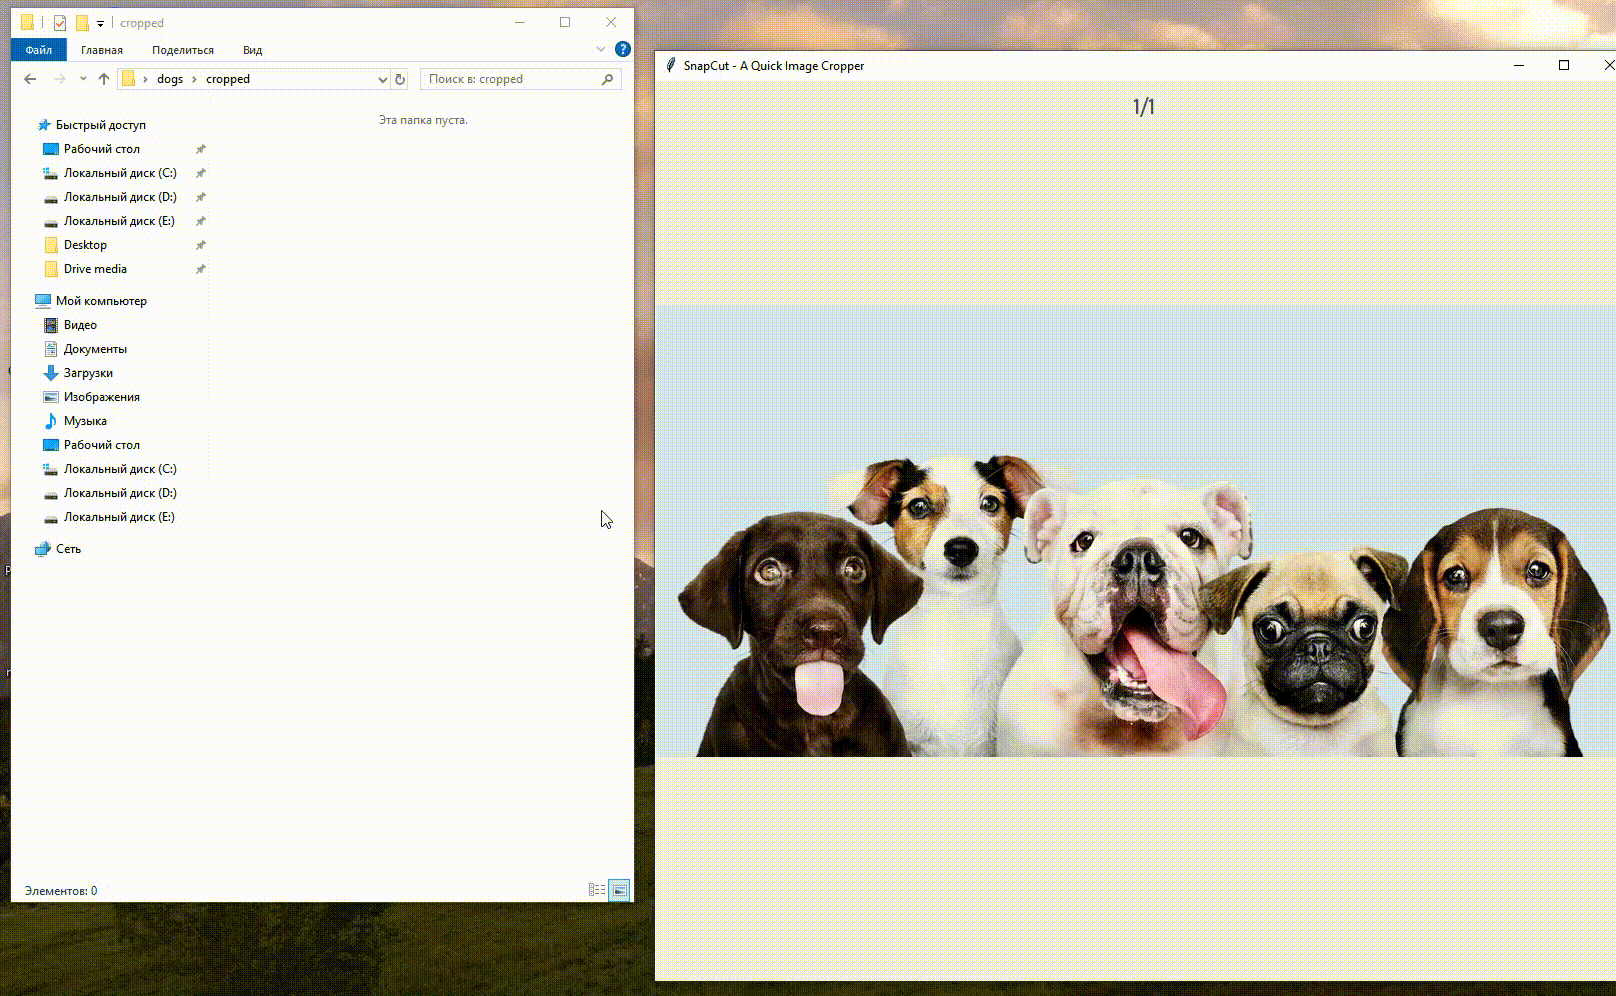 cropped
Файл Главная Поделиться Вид
dogs cropped Поиск в: cropped
Эта папка пуста.
Быстрый доступ
Рабочий стол
Локальный диск (C:)
Локальный диск (D:)
Локальный диск (E:)
Desktop
Drive media
Мой компьютер
Видео
Документы
Загрузки
Изображения
Музыка
Рабочий стол
Локальный диск (C:)
Локальный диск (D:)
Локальный диск (E:)
Сеть
Элементов: 0
SnapCut - A Quick Image Cropper
1/1